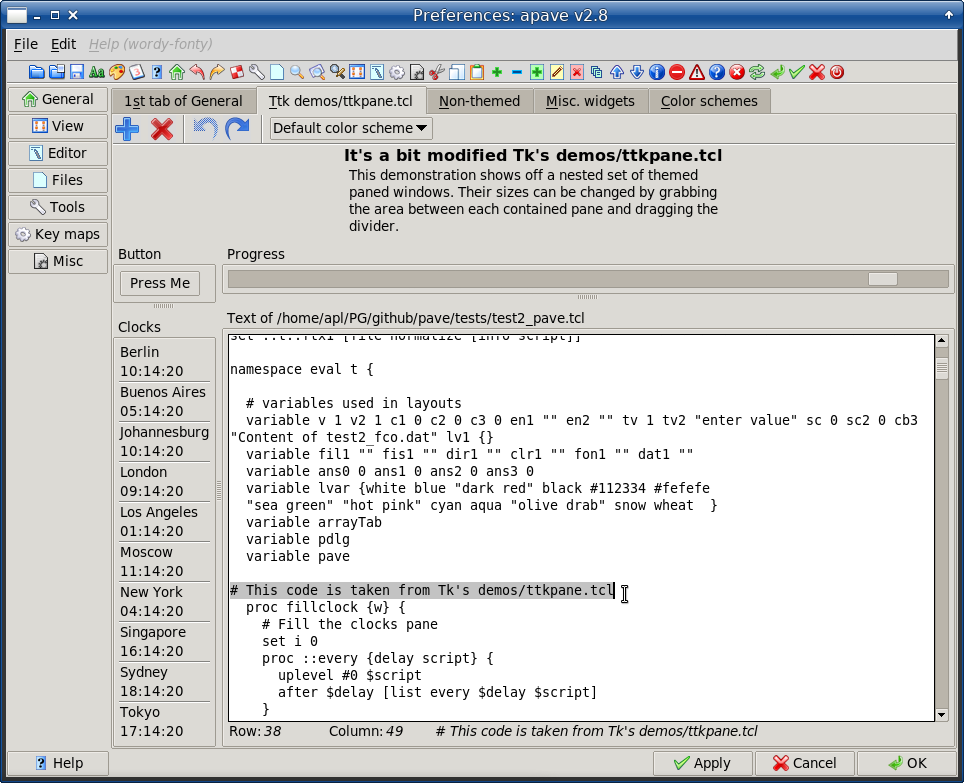 Preferences: apave v2.8
File Edit Help (wordy-fonty)
General
View
Editor
Files
Tools
Key maps
Misc
1st tab of General Ttk demos/ttkpane.tcl Non-themed Misc. widgets Color schemes
Default color scheme
It's a bit modified Tk's demos/ttkpane.tcl
This demonstration shows off a nested set of themed
paned windows. Their sizes can be changed by grabbing
the area between each contained pane and dragging the
divider.
Button
Press Me
Progress
Clocks
Berlin
10:14:20
Buenos Aires
05:14:20
Johannesburg
10:14:20
London
09:14:20
Los Angeles
01:14:20
Moscow
11:14:20
New York
04:14:20
Singapore
16:14:20
Sydney
18:14:20
Tokyo
17:14:20
Text of /home/apl/PG/github/pave/tests/test2_pave.tcl
set ::t::ftx1 [file normalize [info script]]
namespace eval t {
# variables used in layouts
variable v 1 v2 1 c1 0 c2 0 c3 0 en1 "" en2 "" tv 1 tv2 "enter value" sc 0 sc2 0 cb3
"Content of test2_fco.dat" lv1 {}
variable fil1 "" fis1 "" dir1 "" clr1 "" fon1 "" dat1 ""
variable ans0 0 ans1 0 ans2 0 ans3 0
variable lvar {white blue "dark red" black #112334 #fefefe
"sea green" "hot pink" cyan aqua "olive drab" snow wheat }
variable arrayTab
variable pdlg
variable pave
# This code is taken from Tk's demos/ttkpane.tcl
proc fillclock {w} {
# Fill the clocks pane
set i 0
proc ::every {delay script} {
uplevel #0 $script
after $delay [list every $delay $script]
}
Row: 38 Column: 49 # This code is taken from Tk's demos/ttkpane.tcl
Help Apply Cancel OK